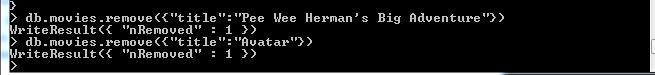 >
> db.movies.remove({"title":"Pee Wee Herman's Big Adventure"})
WriteResult({ "nRemoved" : 1 })
> db.movies.remove({"title":"Avatar"})
WriteResult({ "nRemoved" : 1 })
>